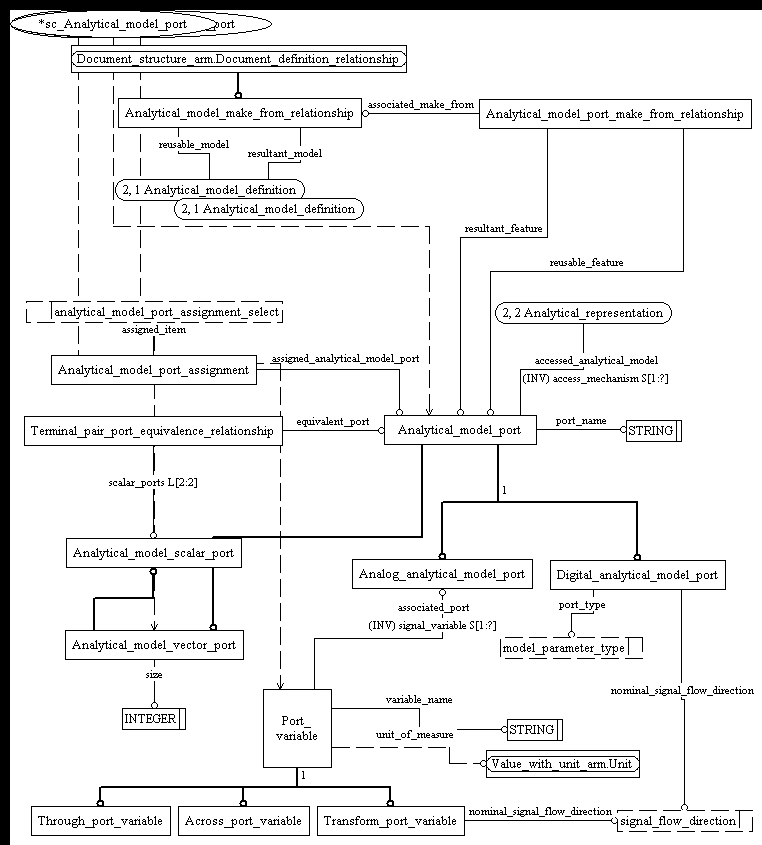 *sc_Analytical_model_port port
Document_structure_arm.Document_definition_relationship
Analytical_model_make_from_relationship
associated_make_from
Analytical_model_port_make_from_relationship
reusable_model
resultant_model
2, 1 Analytical_model_definition
2, 1 Analytical_model_definition
resultant_feature
reusable_feature
analytical_model_port_assignment_select
2, 2 Analytical_representation
assigned_item
Analytical_model_port_assignment
assigned_analytical_model_port
accessed_analytical_model
(INV) access_mechanism S[1:?]
Terminal_pair_port_equivalence_relationship
equivalent_port
Analytical_model_port
port_name
STRING
scalar_ports L[2:2]
1
Analytical_model_scalar_port
Analog_analytical_model_port
Digital_analytical_model_port
associated_port
(INV) signal_variable S[1:?]
port_type
Analytical_model_vector_port
model_parameter_type
size
nominal_signal_flow_direction
INTEGER
Port_
variable
variable_name
STRING
unit_of_measure
Value_with_unit_arm.Unit
1
Through_port_variable
Across_port_variable
Transform_port_variable
nominal_signal_flow_direction
signal_flow_direction